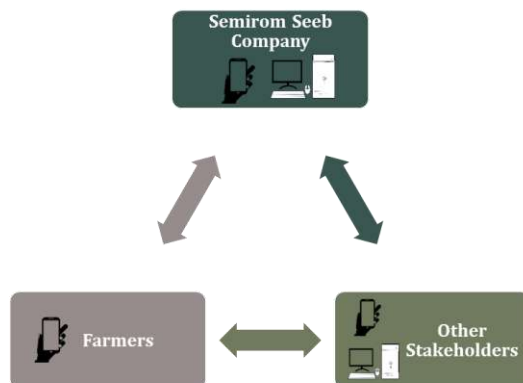 Semirom Seeb
Company
Farmers
Other
Stakeholders